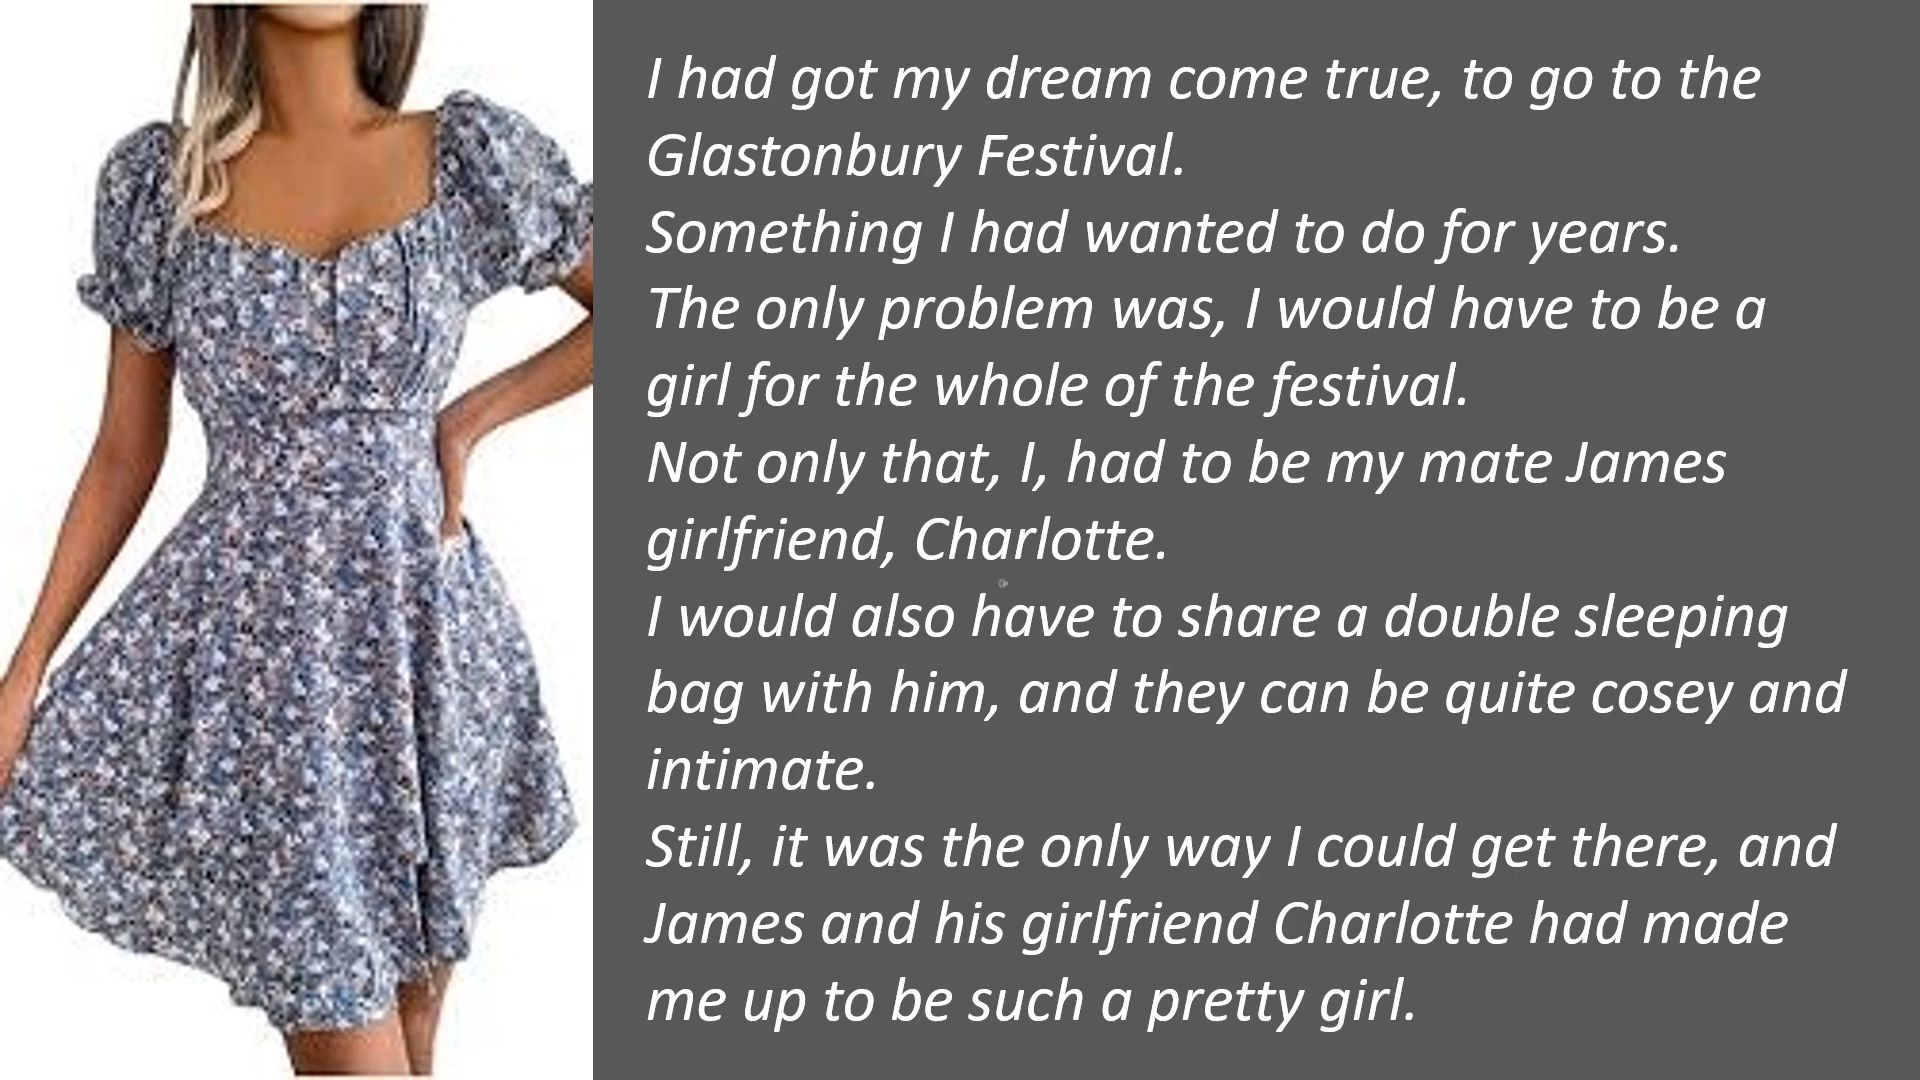 I had got my dream come true, to go to the
Glastonbury Festival.
Something I had wanted to do for years.
The only problem was, I would have to be a
girl for the whole of the festival.
Not only that, I, had to be my mate James
girlfriend, Charlotte.
I would also have to share a double sleeping
bag with him, and they can be quite cosey and
intimate.
Still, it was the only way I could get there, and
James and his girlfriend Charlotte had made
me up to be such a pretty girl.